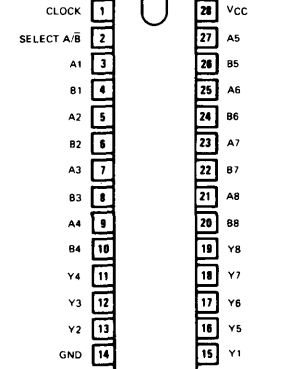 CLOCK 1 28 VCC
SELECT A/B̅ 2 27 A5
A1 3 26 B5
B1 4 25 A6
A2 5 24 B6
B2 6 23 A7
A3 7 22 B7
B3 8 21 A8
A4 9 20 B8
B4 10 19 Y8
Y4 11 18 Y7
Y3 12 17 Y6
Y2 13 16 Y5
GND 14 15 Y1